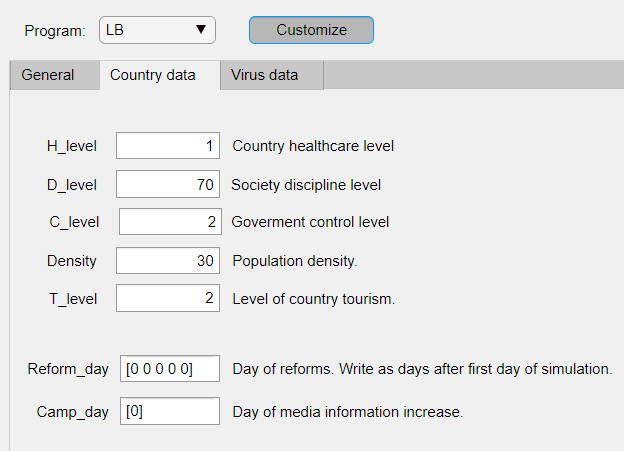 Program: LB Customize
General Country data Virus data
H_level 1 Country healthcare level
D_level 70 Society discipline level
C_level 2 Goverment control level
Density 30 Population density.
T_level 2 Level of country tourism.
Reform_day [0 0 0 0 0] Day of reforms. Write as days after first day of simulation.
Camp_day [0] Day of media information increase.